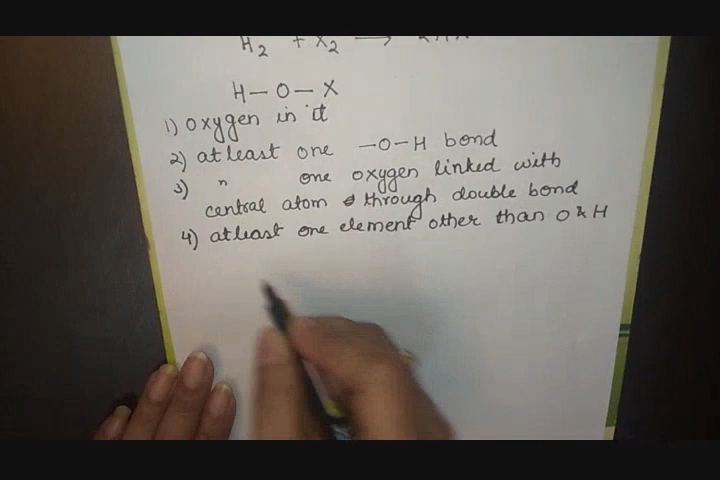 H2 + X2 →
H-O-X
1) Oxygen in it
2) atleast one -O-H bond
3) " one oxygen linked with
central atom through double bond
4) atleast one element other than O & H